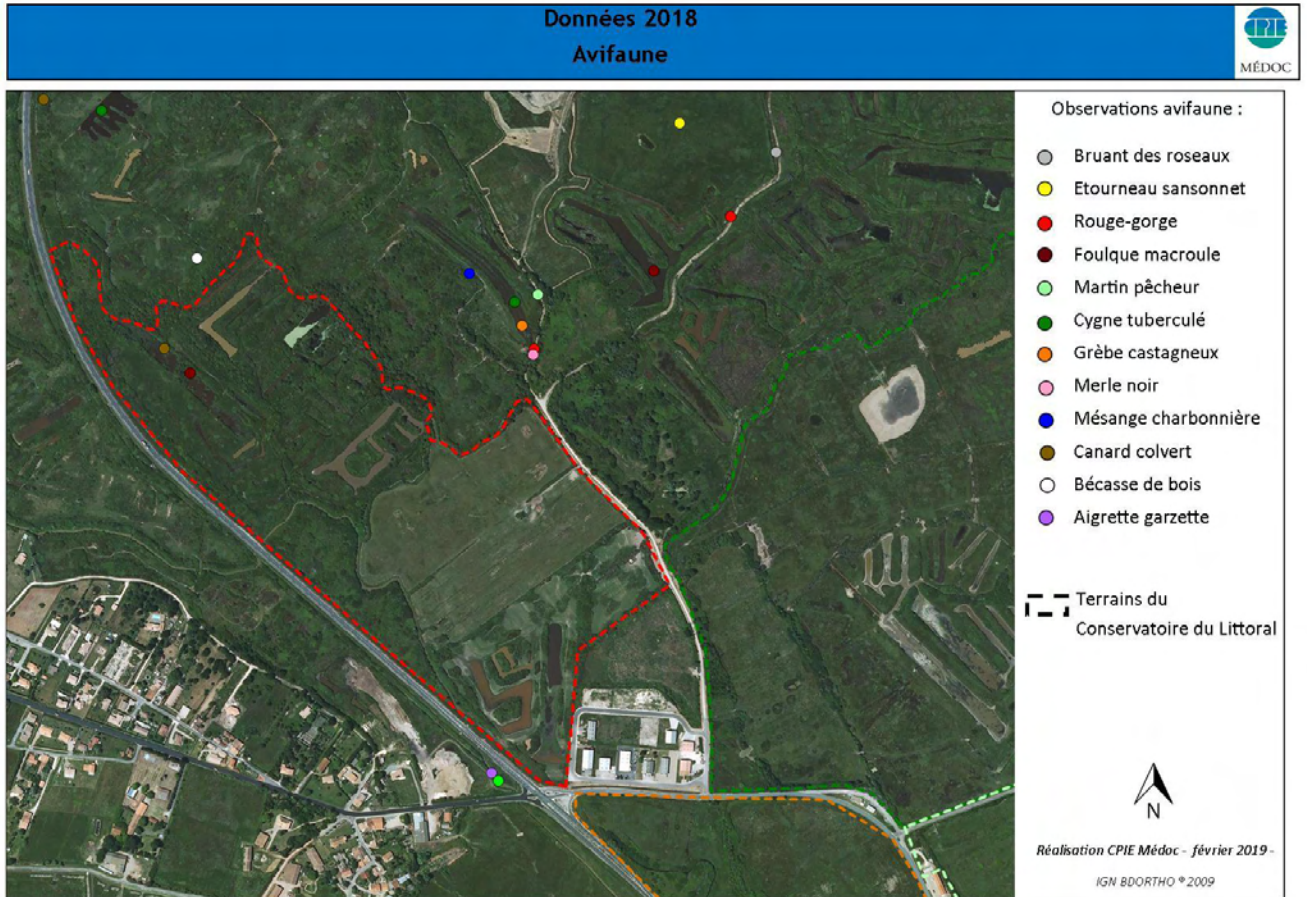 Données 2018
Avifaune
CPIE
MÉDOC
Observations avifaune :
Bruant des roseaux
Etourneau sansonnet
Rouge-gorge
Foulque macroule
Martin pêcheur
Cygne tuberculé
Grèbe castagneux
Merle noir
Mésange charbonnière
Canard colvert
Bécasse de bois
Aigrette garzette
Terrains du
Conservatoire du Littoral
N
Réalisation CPIE Médoc - février 2019 -
IGN BDORTHO ® 2009